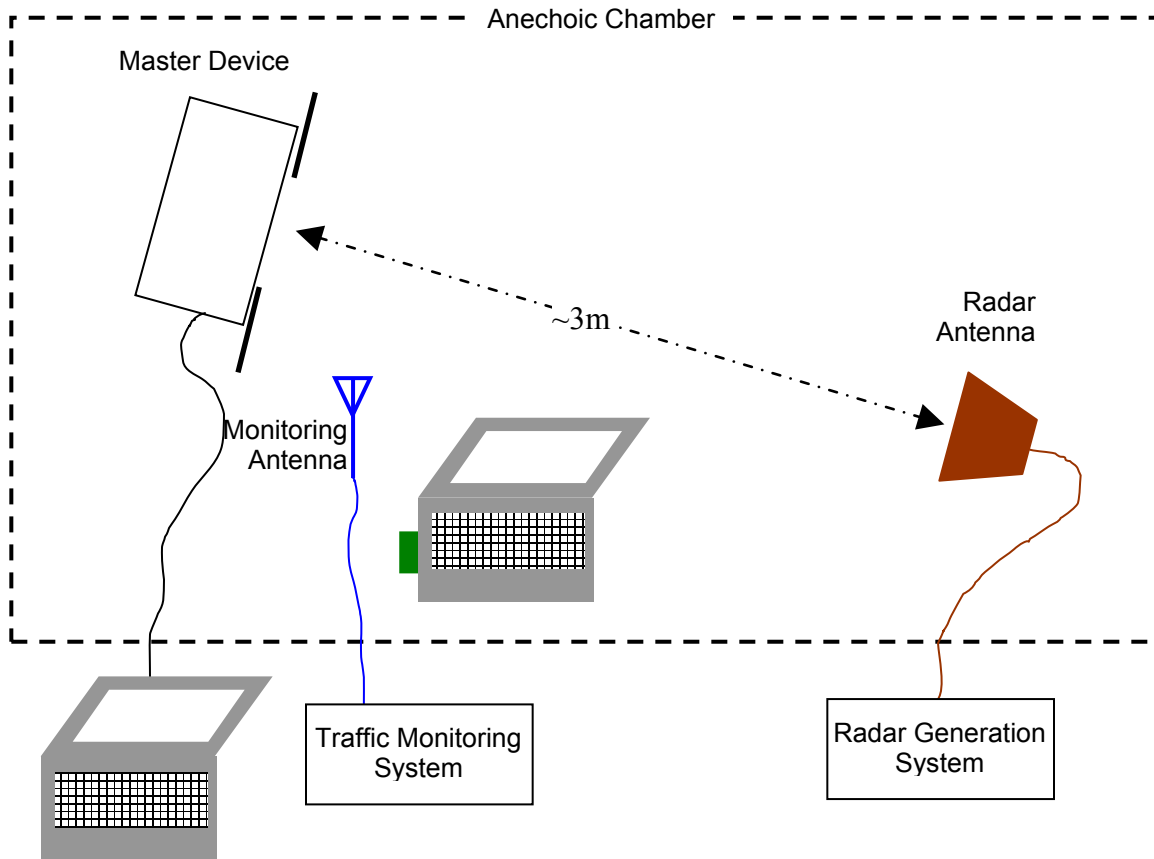 Anechoic Chamber
Master Device
~3m
Radar
Antenna
Monitoring
Antenna
Traffic Monitoring
System
Radar Generation
System